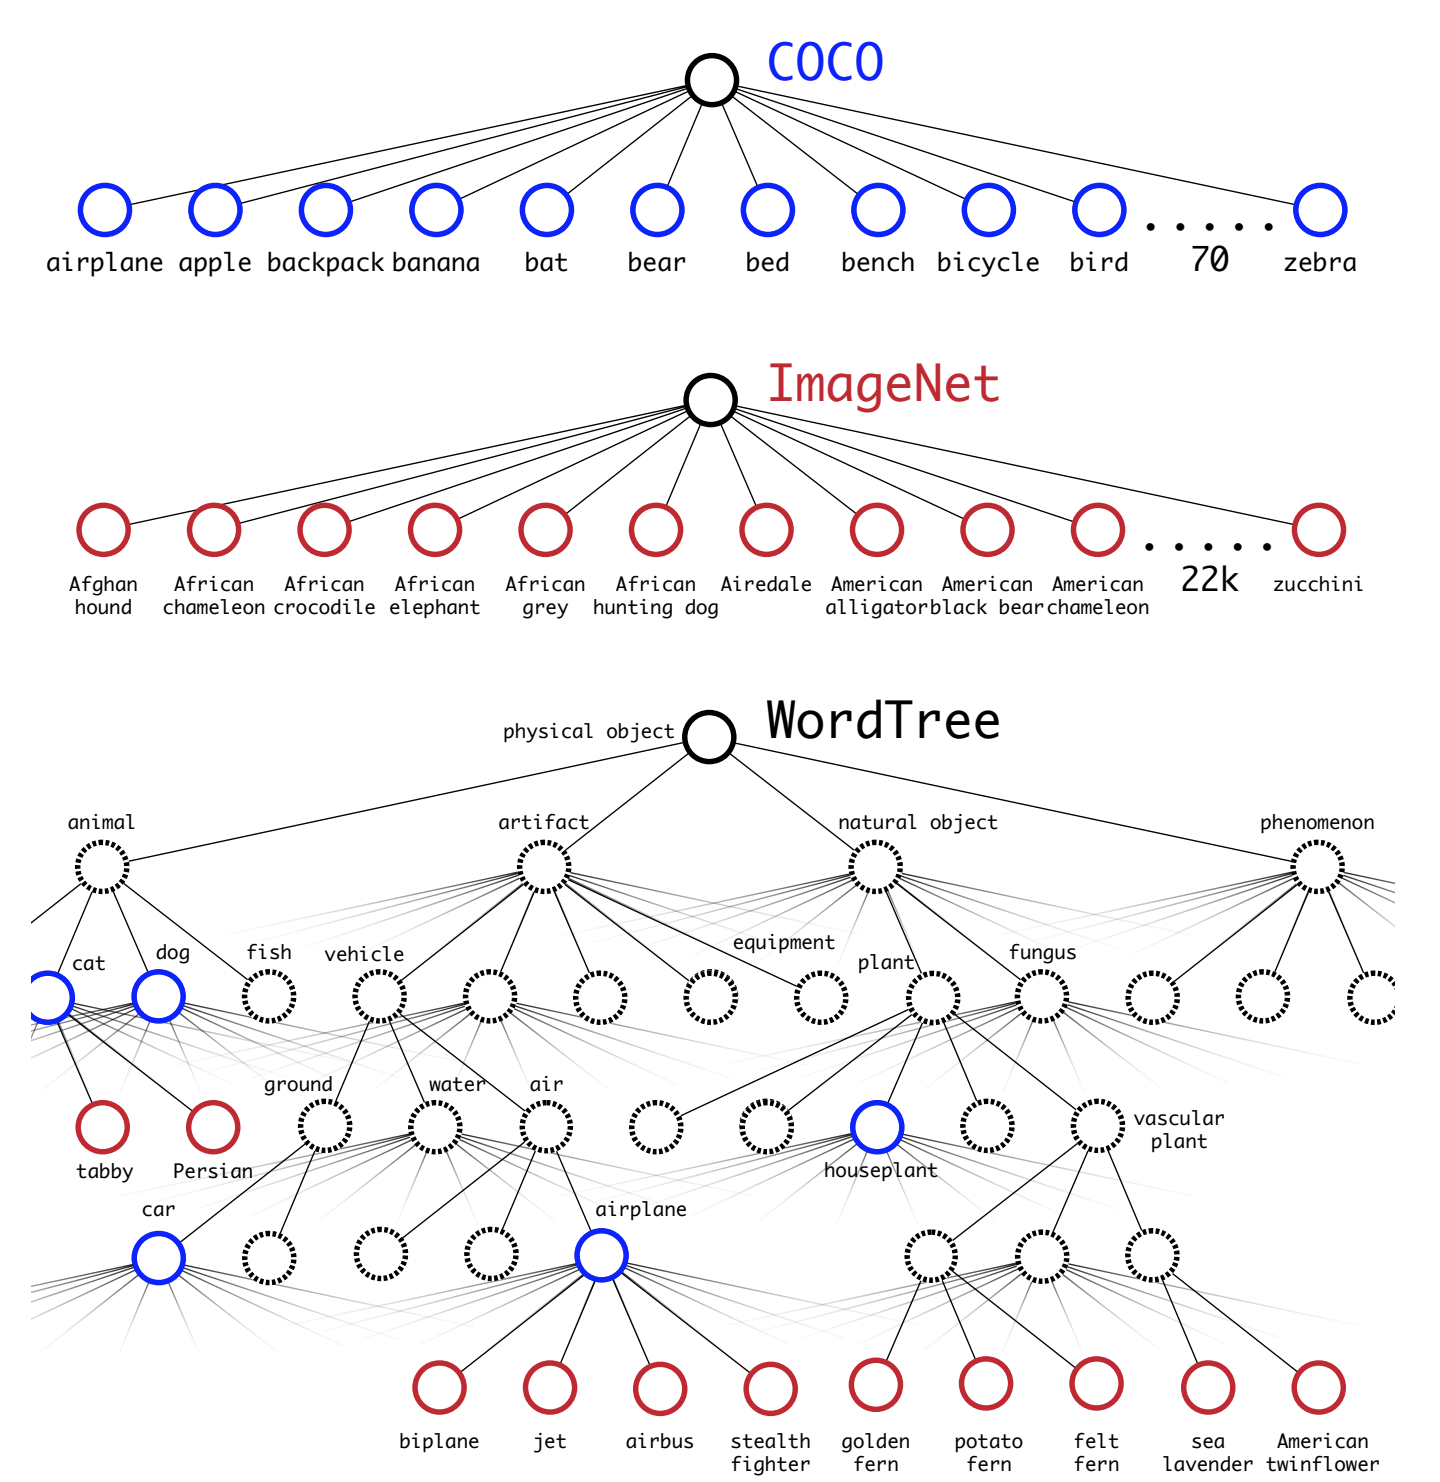 COCO
airplane apple backpack banana bat bear bed bench bicycle bird 70 zebra
ImageNet
Afghan African African African African African Airedale American American American 22k zucchini
hound chameleon crocodile elephant grey hunting dog alligator black bear chameleon
WordTree
physical object
animal artifact natural object phenomenon
cat dog fish vehicle equipment plant fungus
ground water air vascular
plant
tabby Persian houseplant
car airplane
biplane jet airbus stealth golden potato felt sea American
fighter fern fern fern lavender twinflower